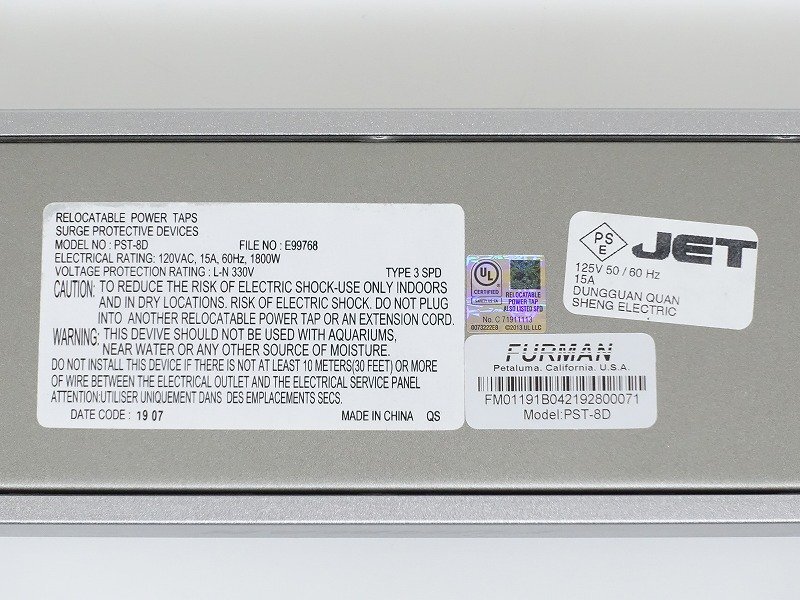 RELOCATABLE POWER TAPS
SURGE PROTECTIVE DEVICES
MODEL NO : PST-8D FILE NO : E99768
ELECTRICAL RATING: 120VAC, 15A, 60Hz, 1800W
VOLTAGE PROTECTION RATING : L-N 330V TYPE 3 SPD
CAUTION: TO REDUCE THE RISK OF ELECTRIC SHOCK-USE ONLY INDOORS
AND IN DRY LOCATIONS. RISK OF ELECTRIC SHOCK. DO NOT PLUG
INTO ANOTHER RELOCATABLE POWER TAP OR AN EXTENTION CORD.
WARNING: THIS DEVIVE SHOULD NOT BE USED WITH AQUARIUMS,
NEAR WATER OR ANY OTHER SOURCE OF MOISTURE.
DO NOT INSTALL THIS DEVICE IF THERE IS NOT AT LEAST 10 METERS(30 FEET) OR MORE
OF WIRE BETWEEN THE ELECTRICAL OUTLET AND THE ELECTRICAL SERVICE PANEL
ATTENTION:UTILISER UNIQUEMENT DANS DES EMPLACEMENTS SECS.
DATE CODE : 19 07 MADE IN CHINA QS
UL
CERTIFIED
RELOCATABLE
POWER TAP
ALSO LISTED SPD
No. C 71911113
©2013 UL LLC
PS
E
JET
125V 50 / 60 Hz
15A
DUNGGUAN QUAN
SHENG ELECTRIC
FURMAN
Petaluma, California, U.S.A.
FM01191B042192800071
Model:PST-8D